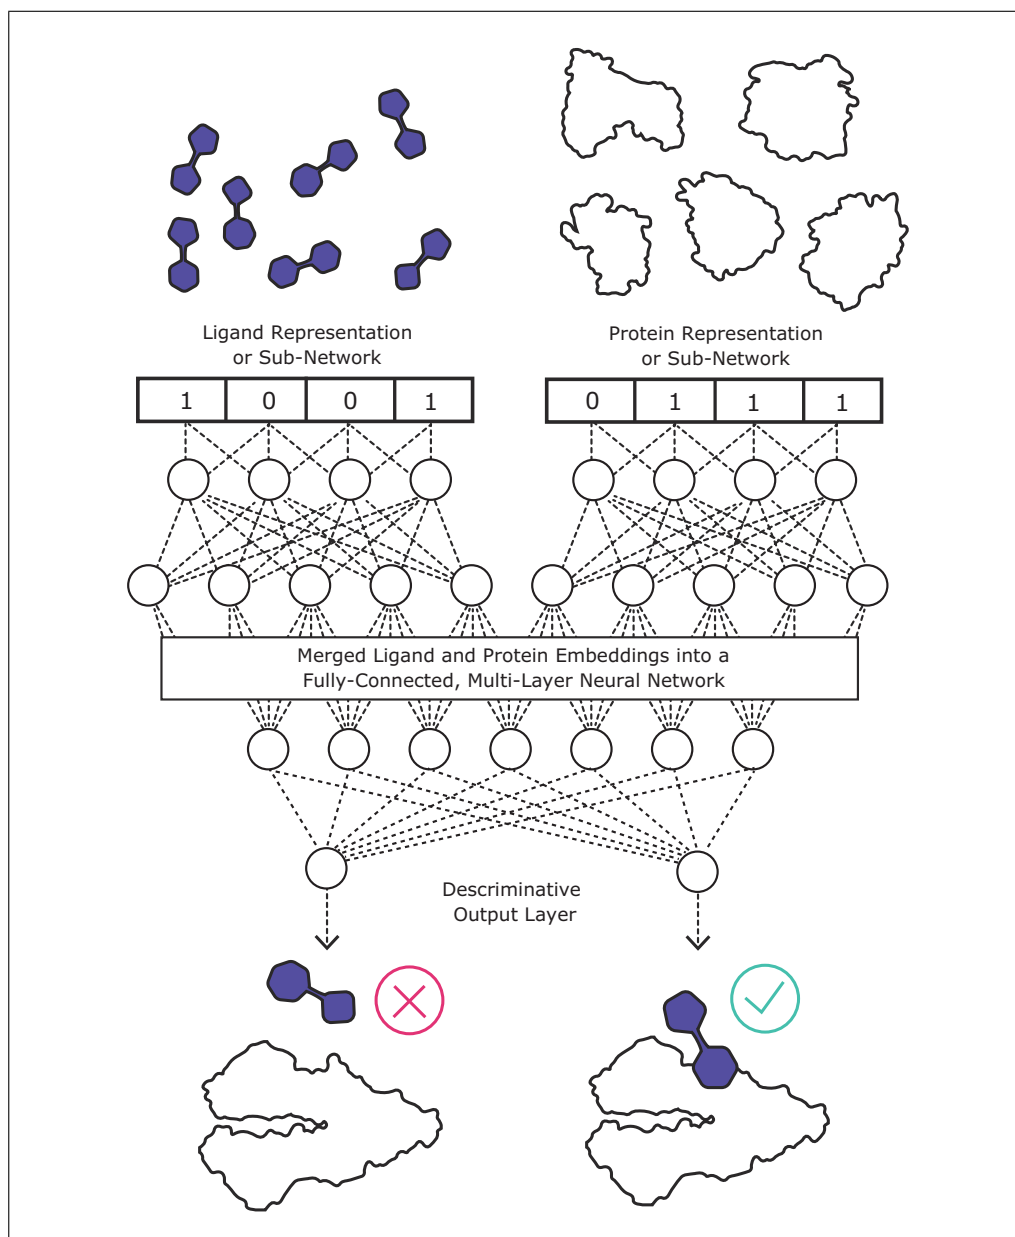 Ligand Representation
or Sub-Network
Protein Representation
or Sub-Network
1 0 0 1
0 1 1 1
Merged Ligand and Protein Embeddings into a
Fully-Connected, Multi-Layer Neural Network
Descriminative
Output Layer